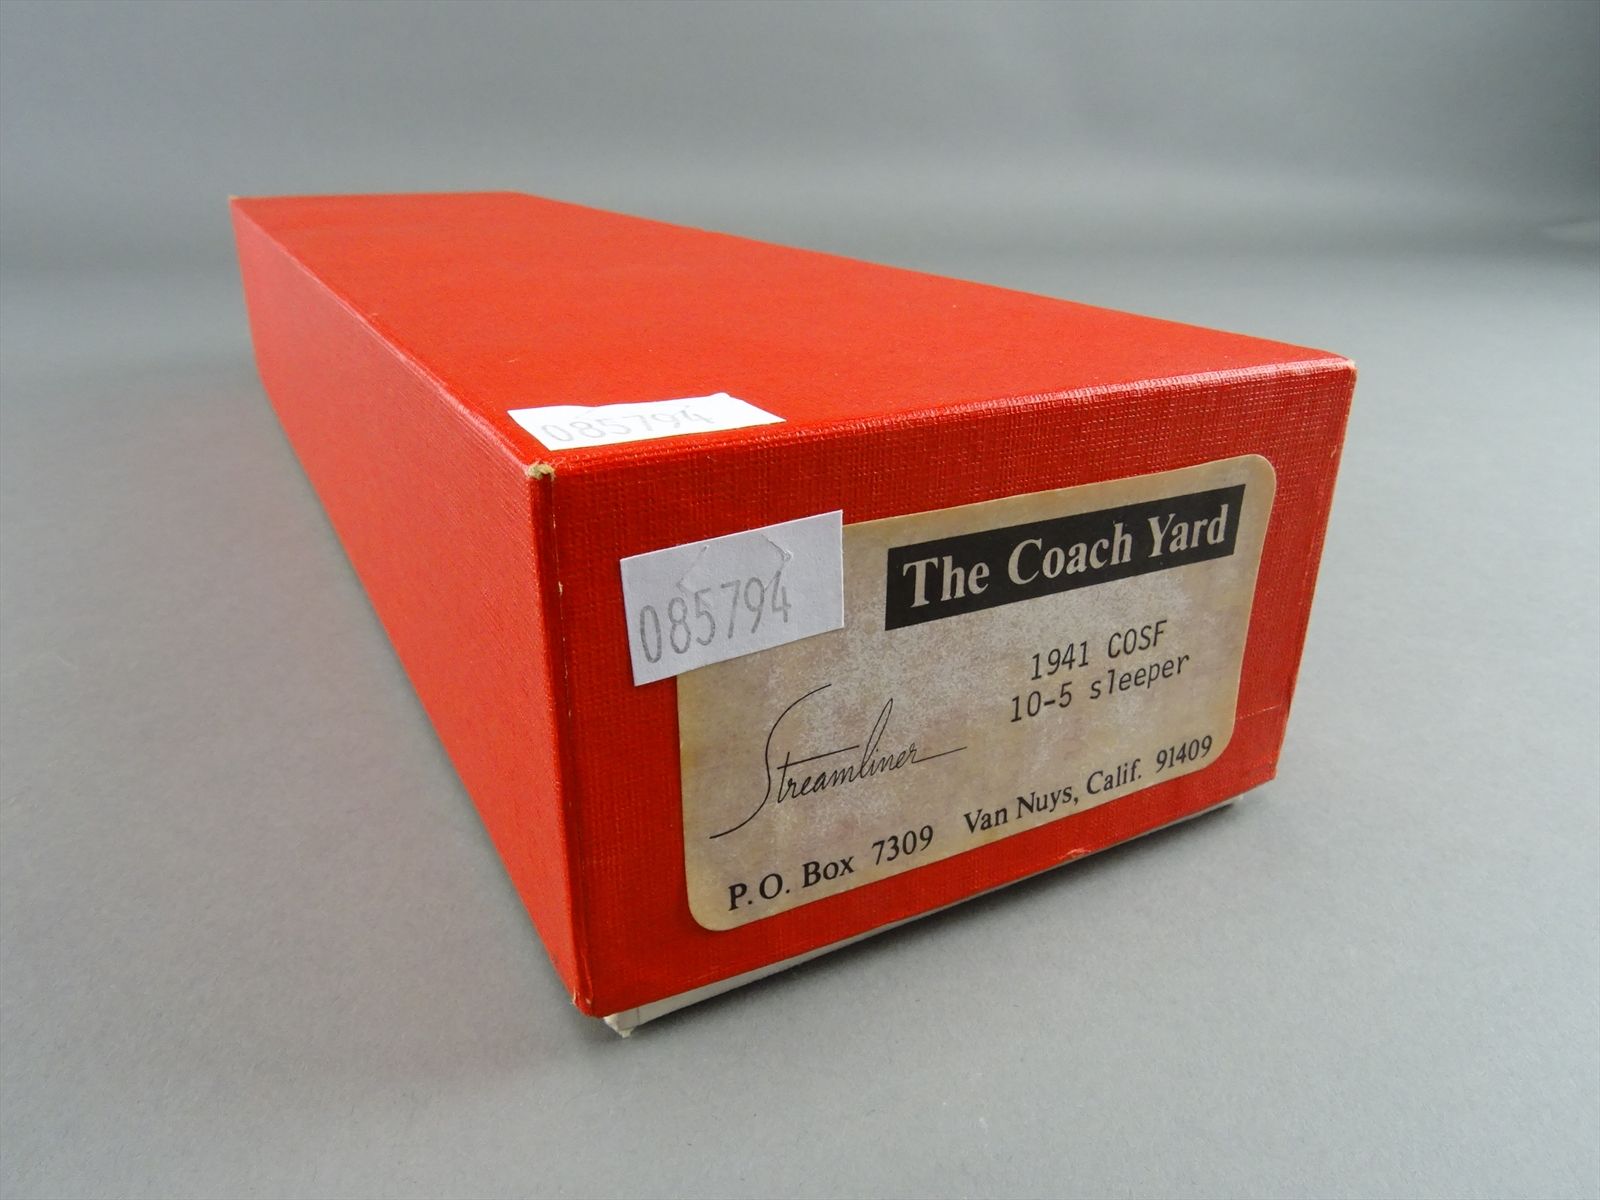 085794
085794
The Coach Yard
1941 COSF
10-5 sleeper
Streamliner
P.O. Box 7309 Van Nuys, Calif. 91409